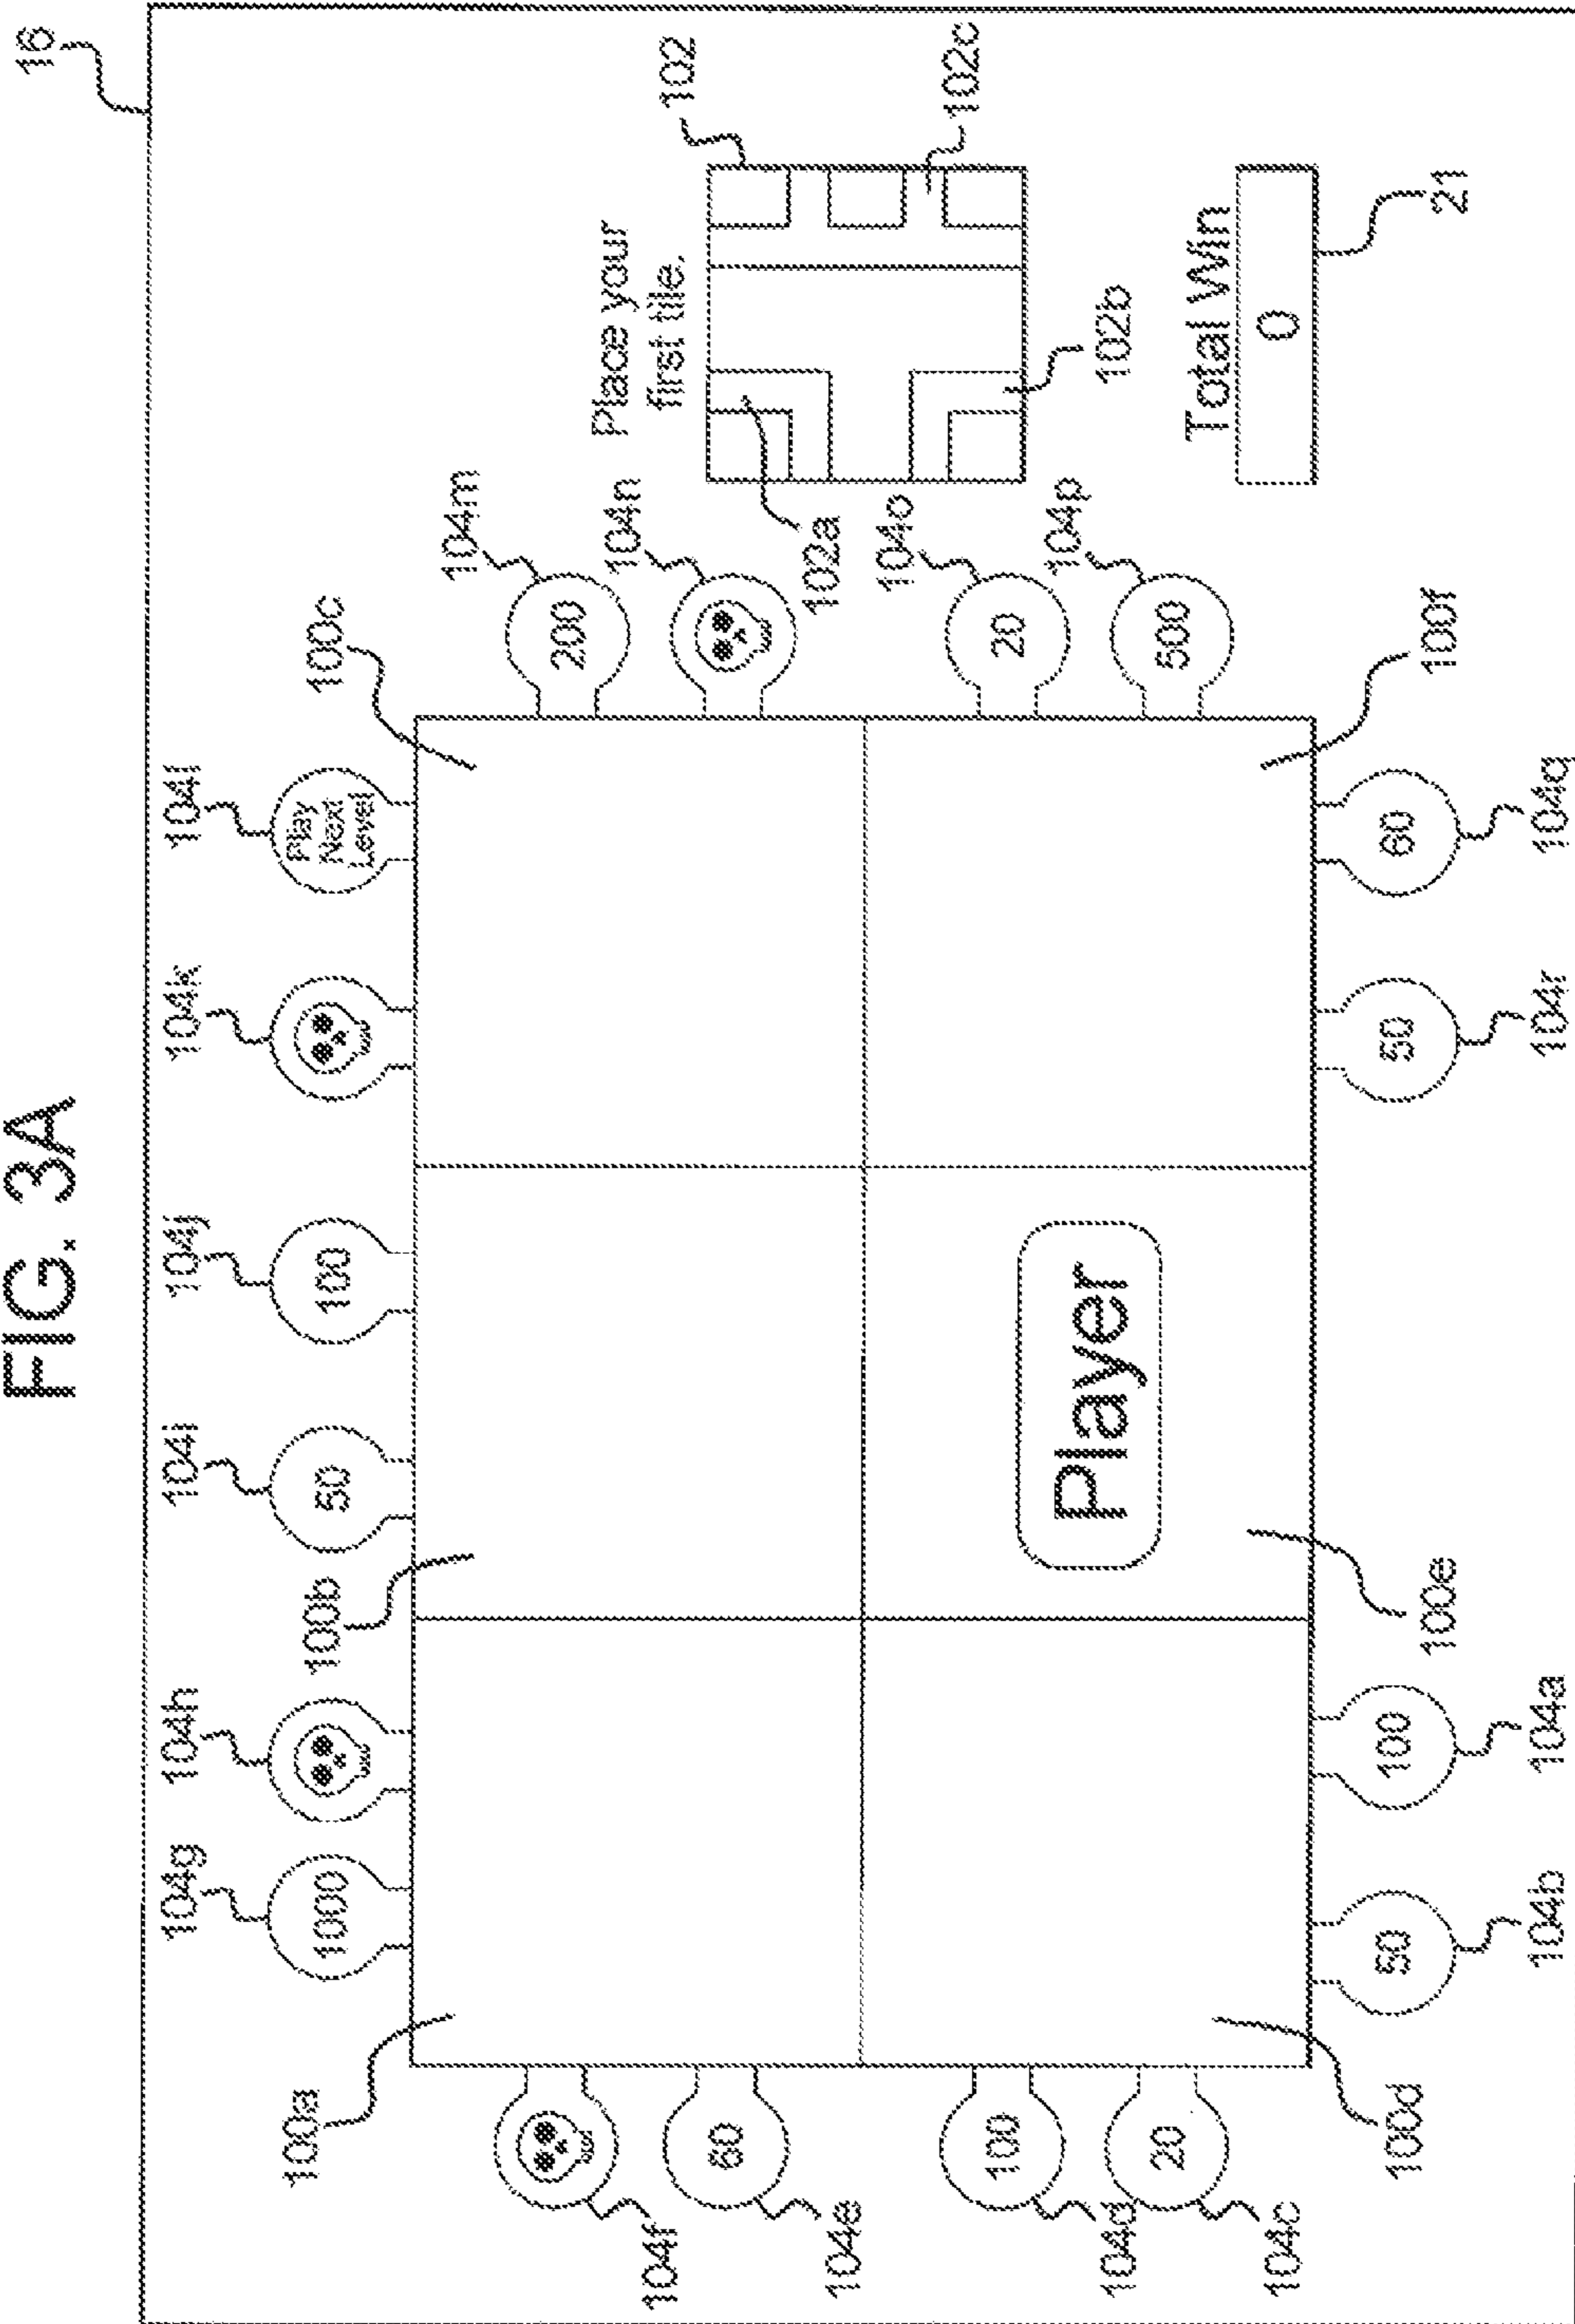 FIG. 3A
16
104g
104h
104i
104j
104k
104l
1000
50
100
Play
Next
Level
100a
100b
100c
104f
104e
60
104d
100
104c
20
104m
200
104n
104o
20
104p
500
Player
100d
100e
100f
50
100
50
60
104b
104a
104r
104q
Place your
first tile.
102
102a
102b
102c
Total Win
0
21